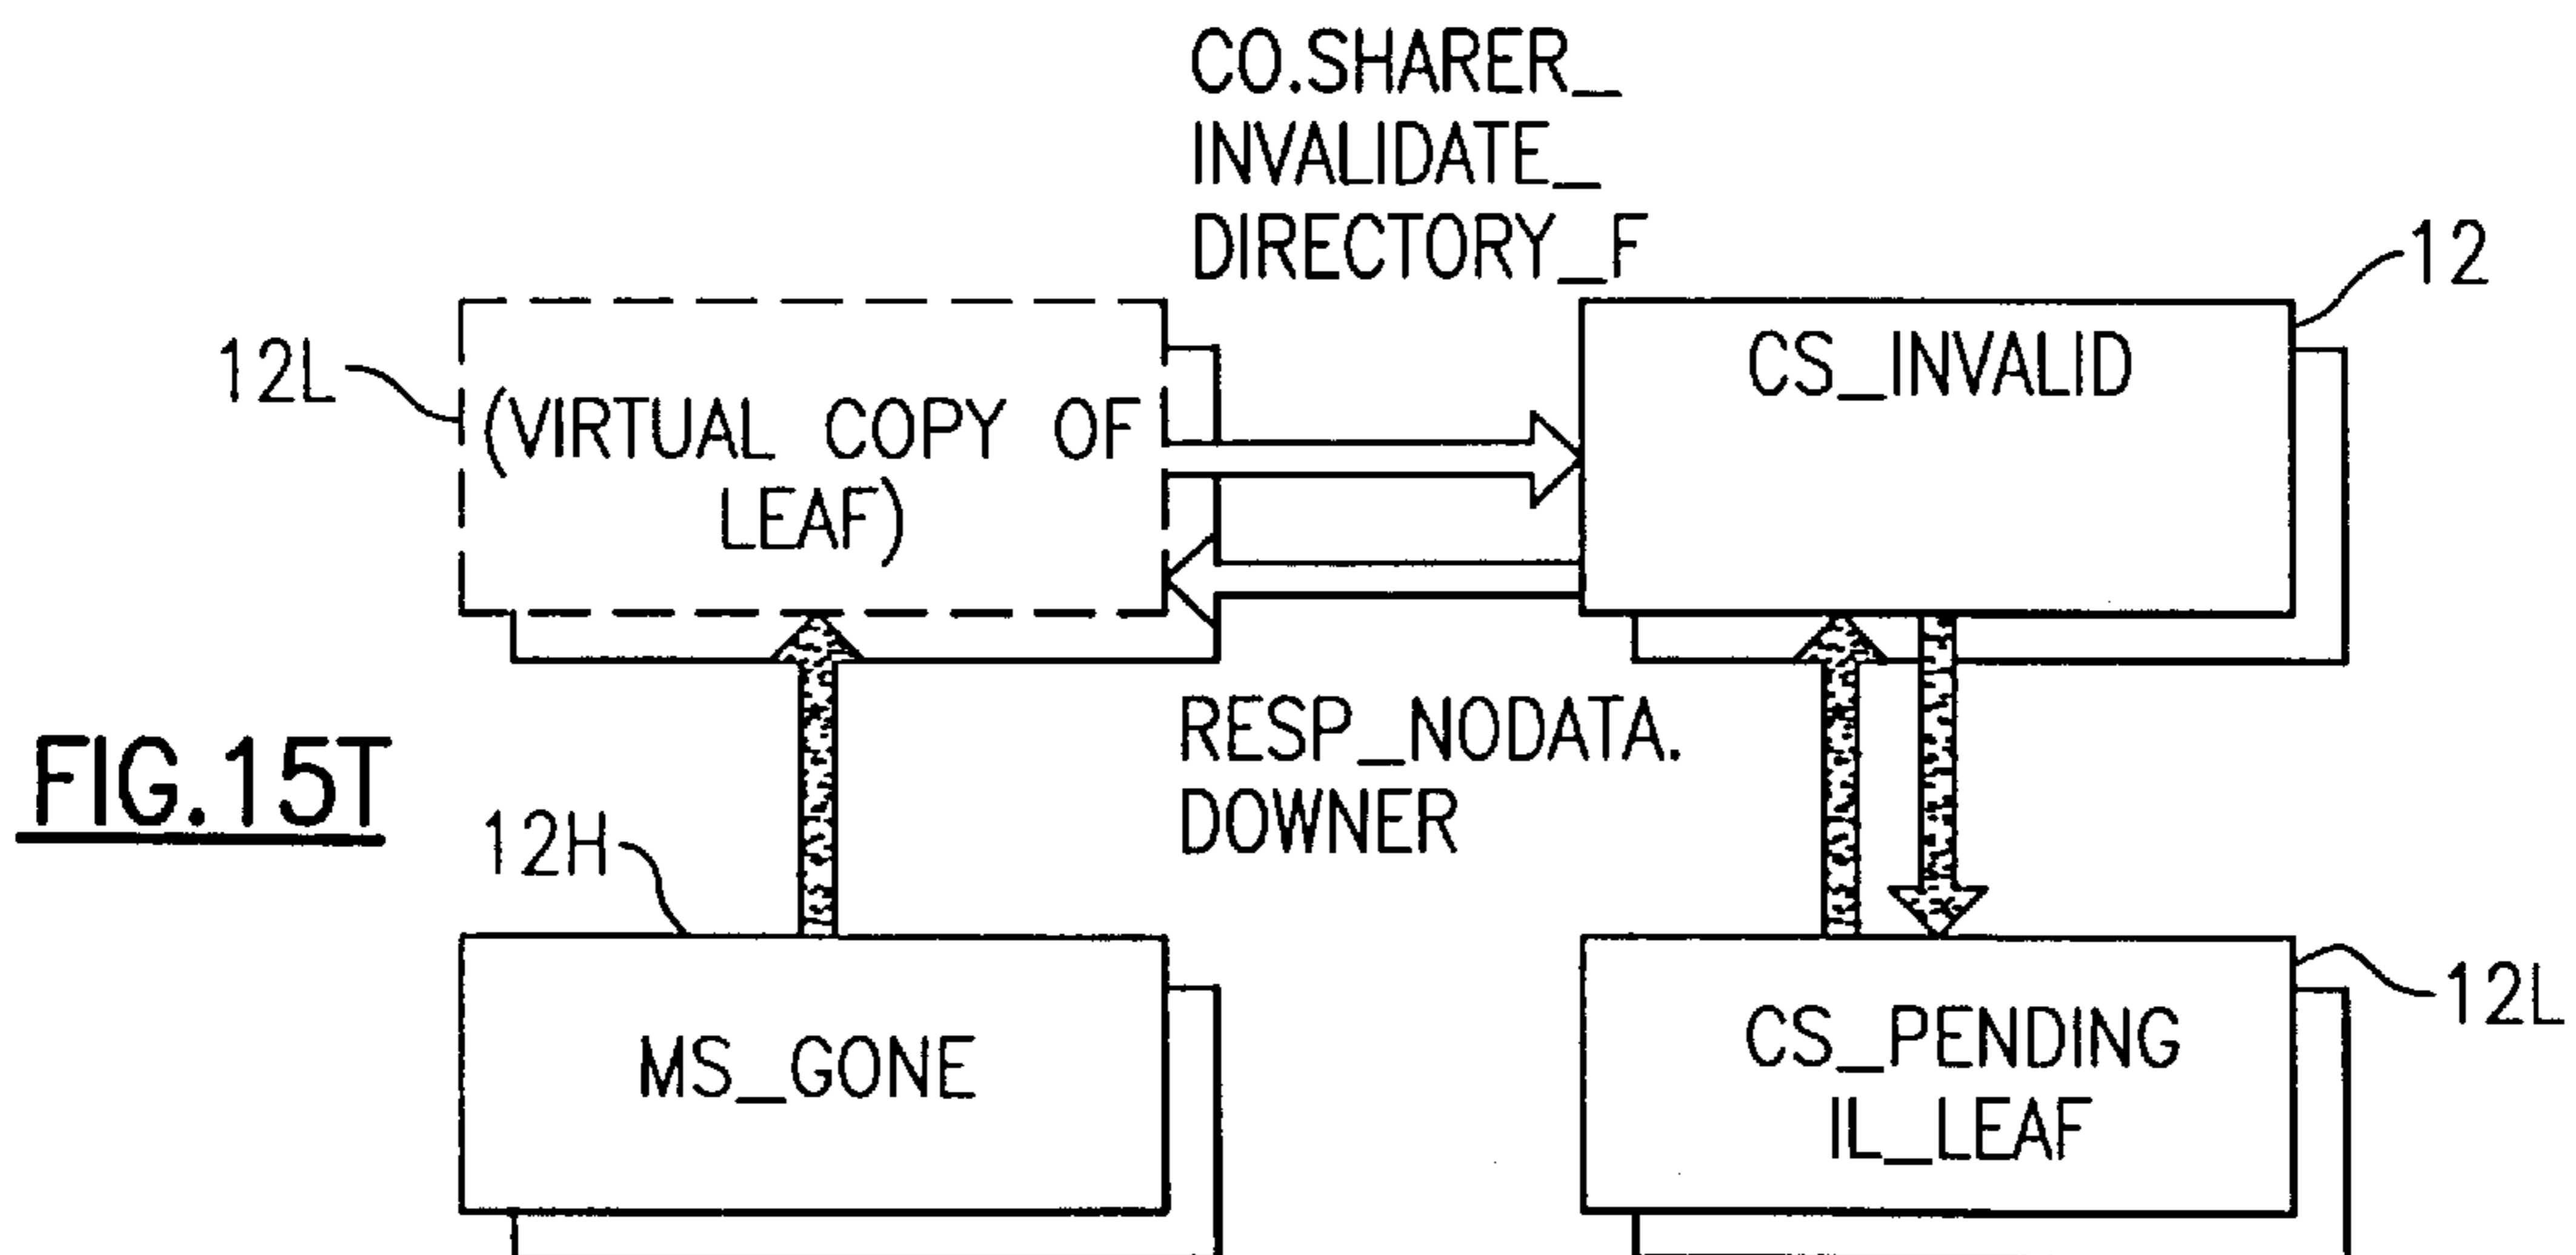 CO.SHARER_
INVALIDATE_
DIRECTORY_F
12
12L
(VIRTUAL COPY OF
LEAF)
CS_INVALID
RESP_NODATA.
DOWNER
FIG.15T
12H
MS_GONE
CS_PENDING
IL_LEAF
12L